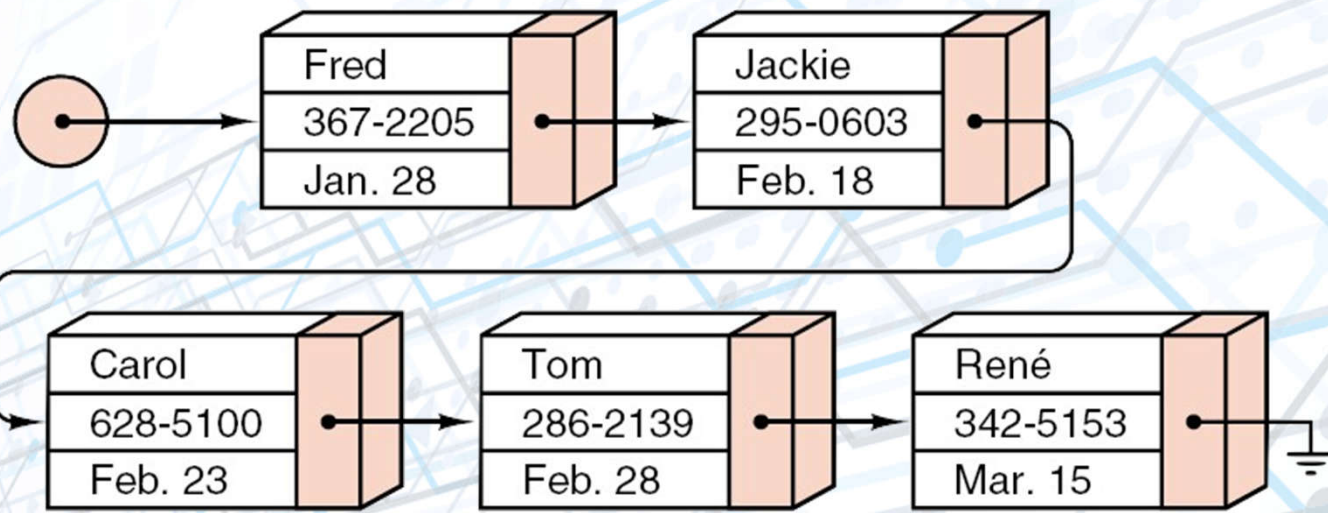 Fred
367-2205
Jan. 28
Jackie
295-0603
Feb. 18
Carol
628-5100
Feb. 23
Tom
286-2139
Feb. 28
René
342-5153
Mar. 15